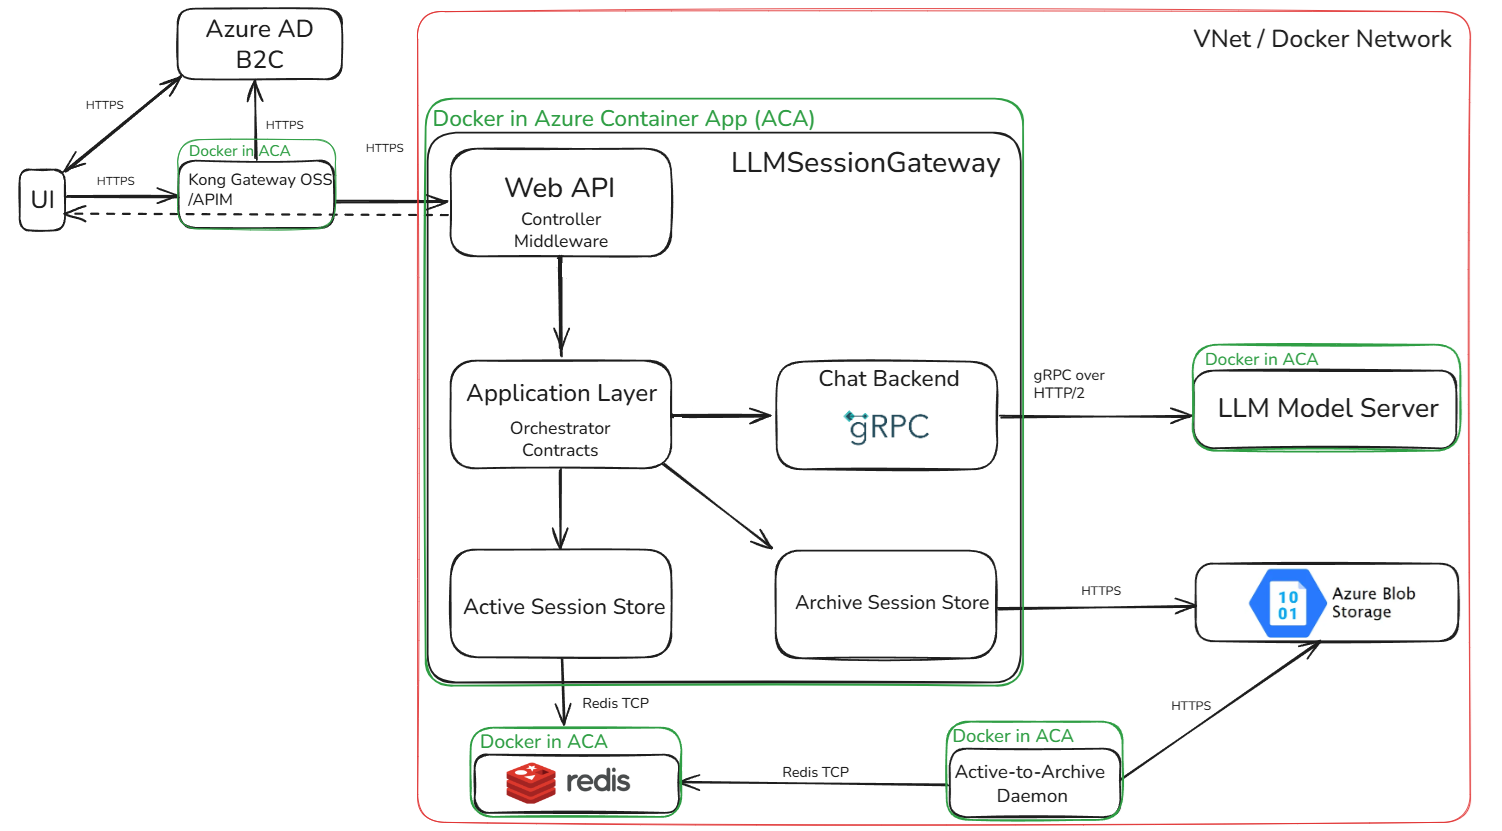 Azure AD
B2C
VNet / Docker Network
HTTPS
HTTPS
Docker in Azure Container App (ACA)
HTTPS
Docker in ACA
LLMSessionGateway
HTTPS
Kong Gateway OSS
/APIM
UI
Web API
Controller
Middleware
Application Layer
Orchestrator
Contracts
Chat Backend
gRPC
gRPC over
HTTP/2
Docker in ACA
LLM Model Server
Active Session Store
Archive Session Store
HTTPS
10
01
Azure Blob
Storage
Redis TCP
HTTPS
Docker in ACA
redis
Redis TCP
Docker in ACA
Active-to-Archive
Daemon